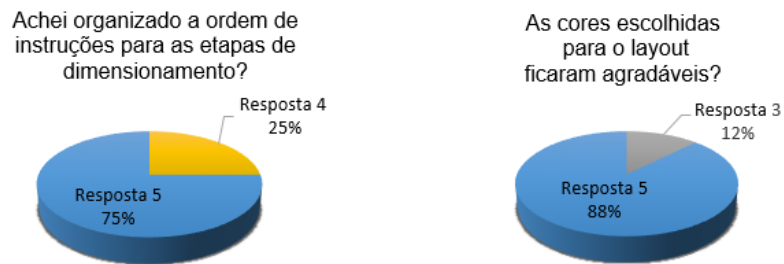 Achei organizado a ordem de
instruções para as etapas de
dimensionamento?
Resposta 4
25%
Resposta 5
75%
As cores escolhidas
para o layout
ficaram agradáveis?
Resposta 3
12%
Resposta 5
88%